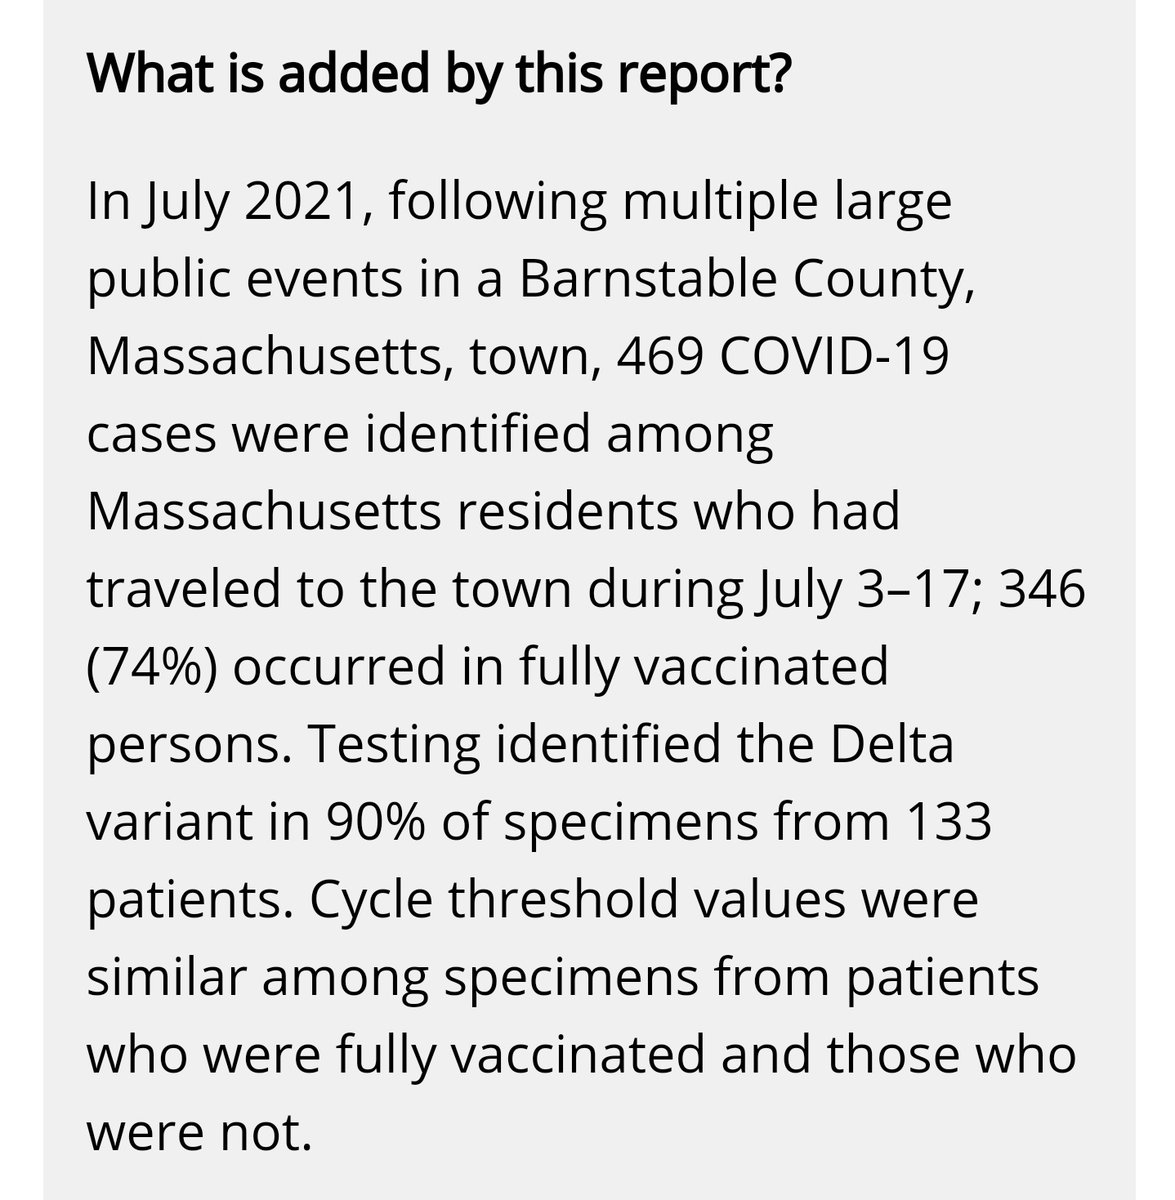 What is added by this report?
In July 2021, following multiple large
public events in a Barnstable County,
Massachusetts, town, 469 COVID-19
cases were identified among
Massachusetts residents who had
traveled to the town during July 3–17; 346
(74%) occurred in fully vaccinated
persons. Testing identified the Delta
variant in 90% of specimens from 133
patients. Cycle threshold values were
similar among specimens from patients
who were fully vaccinated and those who
were not.